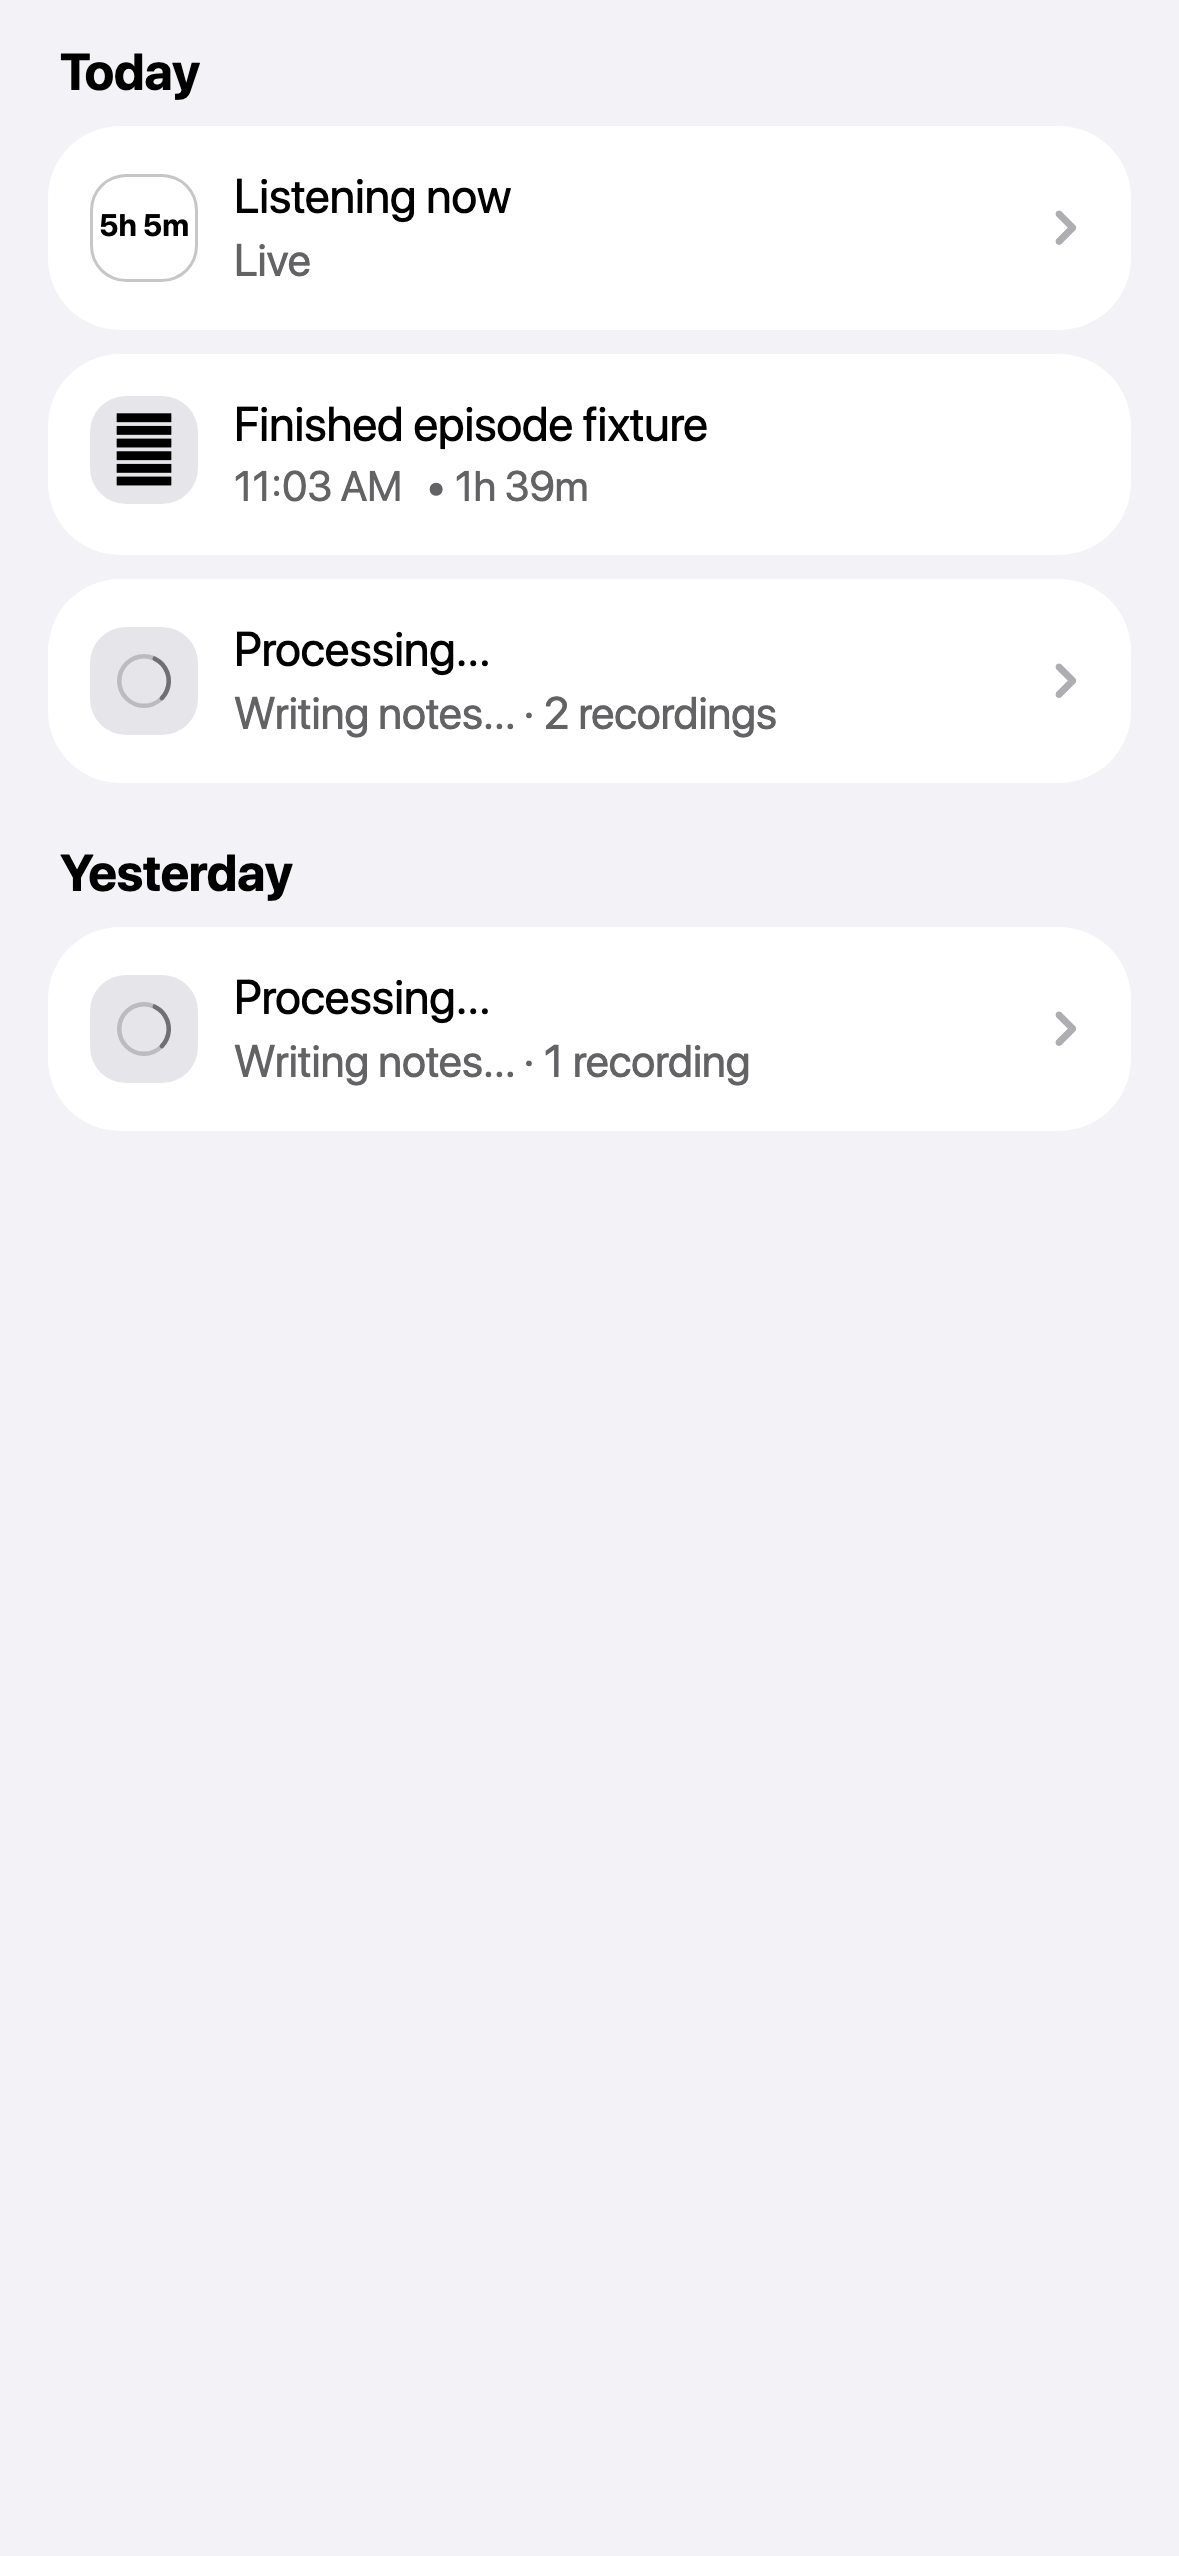 Today
5h 5m
Listening now
Live
Finished episode fixture
11:03 AM • 1h 39m
Processing...
Writing notes... · 2 recordings
Yesterday
Processing...
Writing notes... · 1 recording